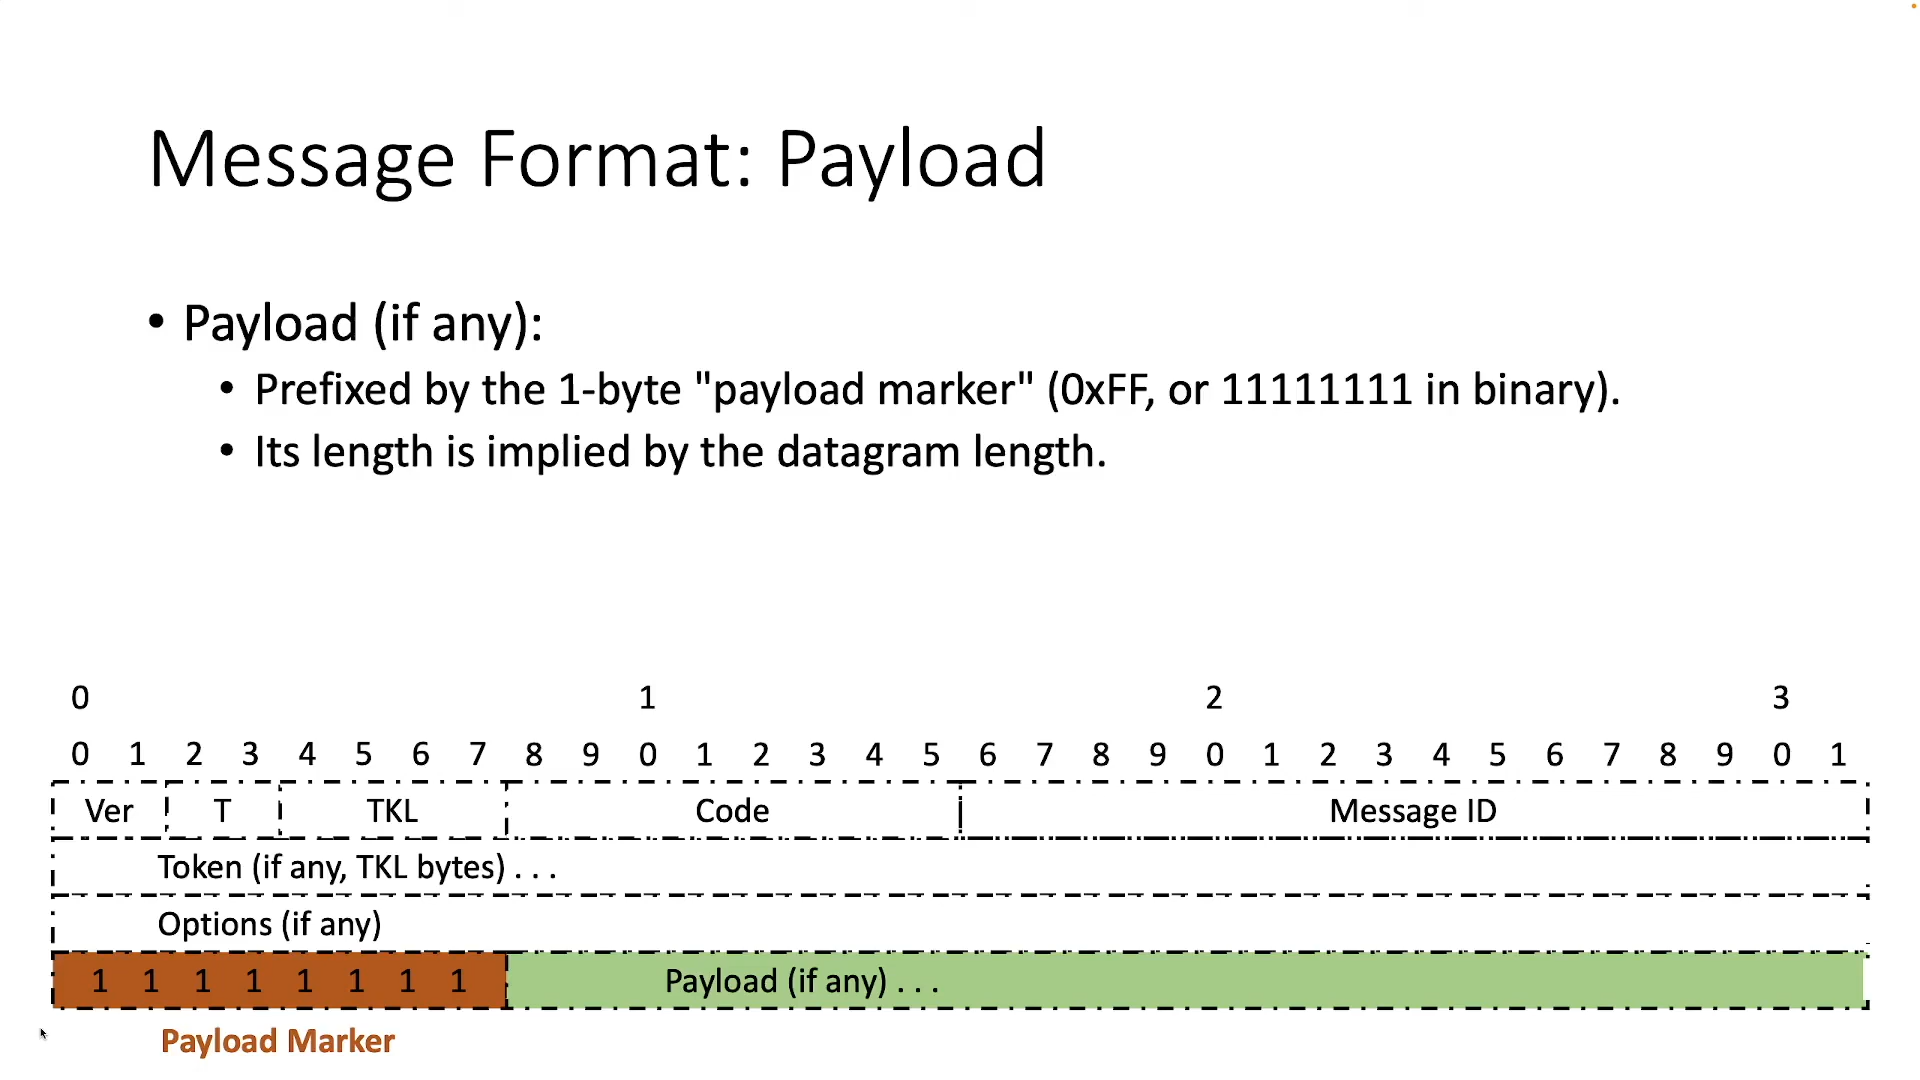 Message Format: Payload
• Payload (if any):
• Prefixed by the 1-byte "payload marker" (0xFF, or 11111111 in binary).
• Its length is implied by the datagram length.
0 1 2 3
0 1 2 3 4 5 6 7 8 9 0 1 2 3 4 5 6 7 8 9 0 1 2 3 4 5 6 7 8 9 0 1
Ver T TKL Code Message ID
Token (if any, TKL bytes) . . .
Options (if any)
1 1 1 1 1 1 1 1 Payload (if any) . . .
Payload Marker